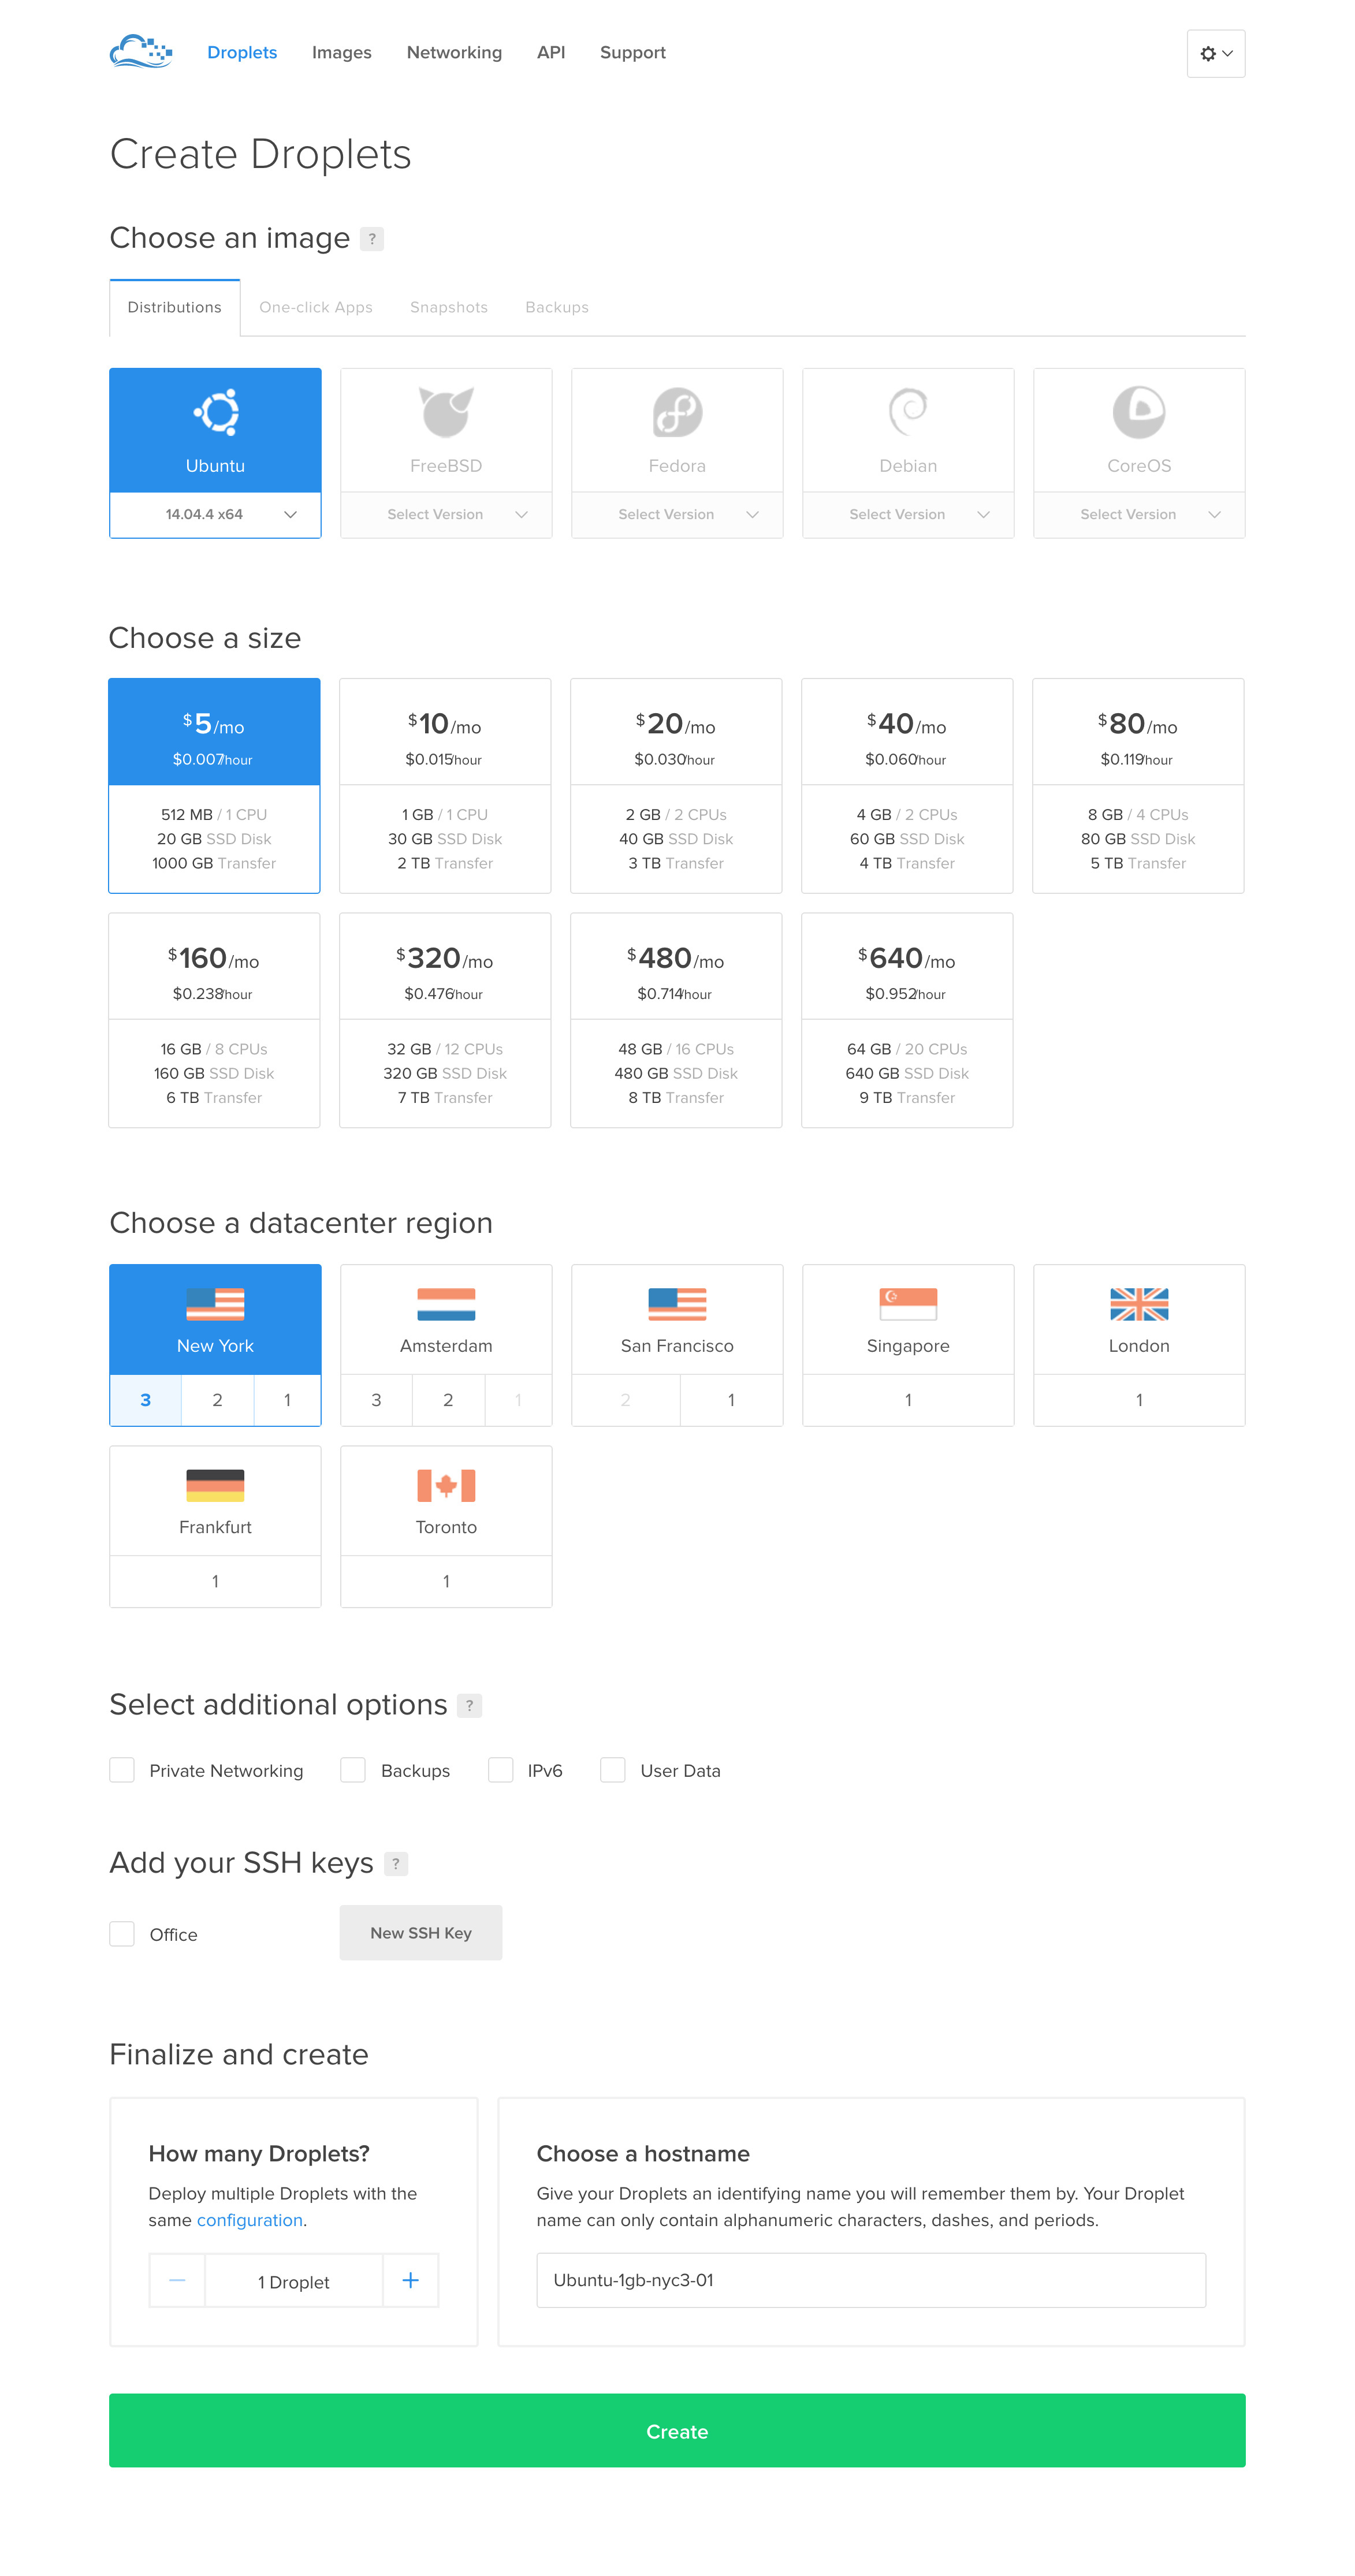 Droplets Images Networking API Support
Create Droplets
Choose an image ?
Distributions One-click Apps Snapshots Backups
Ubuntu FreeBSD Fedora Debian CoreOS
14.04.4 x64 Select Version Select Version Select Version Select Version
Choose a size
$5/mo $10/mo $20/mo $40/mo $80/mo
$0.007/hour $0.015/hour $0.030/hour $0.060/hour $0.119/hour
512 MB / 1 CPU 1 GB / 1 CPU 2 GB / 2 CPUs 4 GB / 2 CPUs 8 GB / 4 CPUs
20 GB SSD Disk 30 GB SSD Disk 40 GB SSD Disk 60 GB SSD Disk 80 GB SSD Disk
1000 GB Transfer 2 TB Transfer 3 TB Transfer 4 TB Transfer 5 TB Transfer
$160/mo $320/mo $480/mo $640/mo
$0.238/hour $0.476/hour $0.714/hour $0.952/hour
16 GB / 8 CPUs 32 GB / 12 CPUs 48 GB / 16 CPUs 64 GB / 20 CPUs
160 GB SSD Disk 320 GB SSD Disk 480 GB SSD Disk 640 GB SSD Disk
6 TB Transfer 7 TB Transfer 8 TB Transfer 9 TB Transfer
Choose a datacenter region
New York Amsterdam San Francisco Singapore London
3 2 1 3 2 1 2 1 1 1
Frankfurt Toronto
1 1
Select additional options ?
Private Networking Backups IPv6 User Data
Add your SSH keys ?
Office New SSH Key
Finalize and create
How many Droplets?
Deploy multiple Droplets with the
same configuration.
— 1 Droplet +
Choose a hostname
Give your Droplets an identifying name you will remember them by. Your Droplet
name can only contain alphanumeric characters, dashes, and periods.
Ubuntu-1gb-nyc3-01
Create